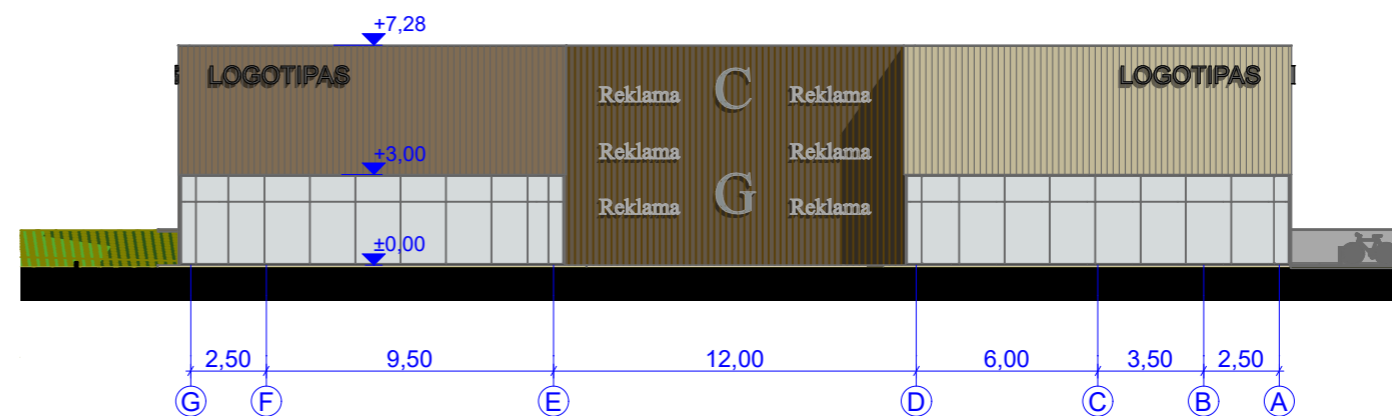 +7,28
LOGOTIPAS
LOGOTIPAS
Reklama
C
Reklama
+3,00
Reklama
Reklama
Reklama
G
Reklama
±0,00
2,50
9,50
12,00
6,00
3,50
2,50
G
F
E
D
C
B
A